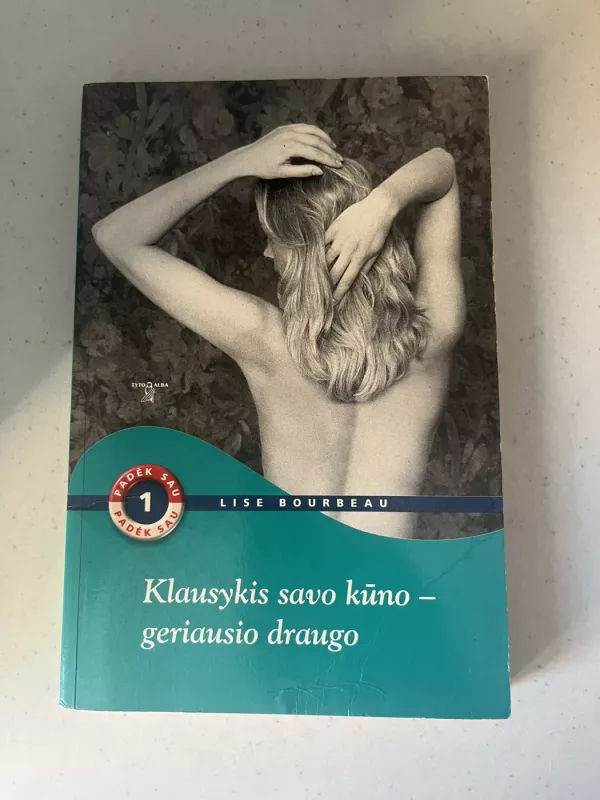 TYTO ALBA
PADĖK SAU
1
PADĖK SAU
LISE BOURBEAU
Klausykis savo kūno –
geriausio draugo